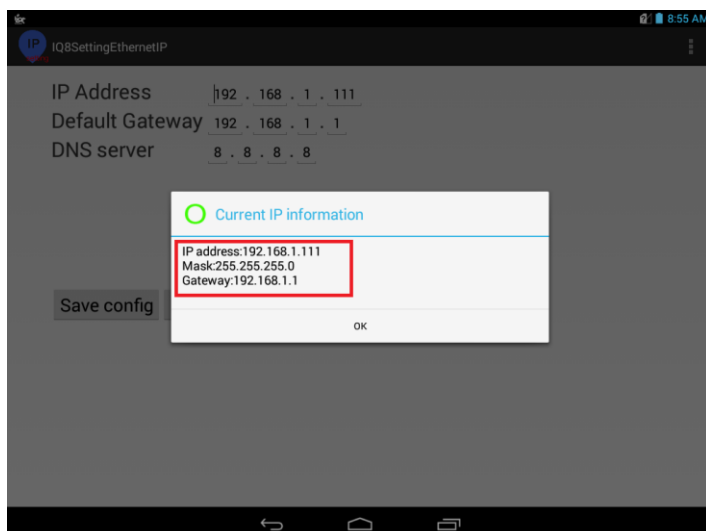 8:55 AM
IP IQ8SettingEthernetIP
IP Address 192 . 168 . 1 . 111
Default Gateway 192 . 168 . 1 . 1
DNS server 8 . 8 . 8 . 8
Current IP information
IP address:192.168.1.111
Mask:255.255.255.0
Gateway:192.168.1.1
Save config
OK